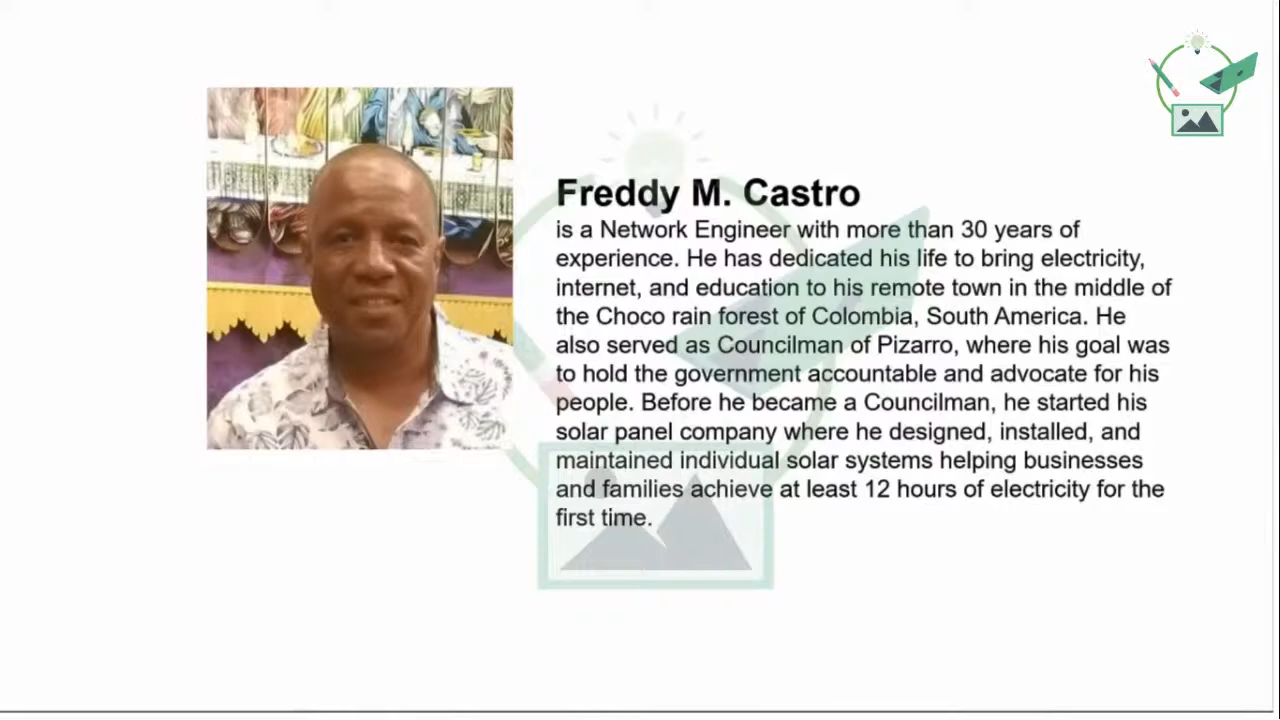 Freddy M. Castro
is a Network Engineer with more than 30 years of
experience. He has dedicated his life to bring electricity,
internet, and education to his remote town in the middle of
the Choco rain forest of Colombia, South America. He
also served as Councilman of Pizarro, where his goal was
to hold the government accountable and advocate for his
people. Before he became a Councilman, he started his
solar panel company where he designed, installed, and
maintained individual solar systems helping businesses
and families achieve at least 12 hours of electricity for the
first time.